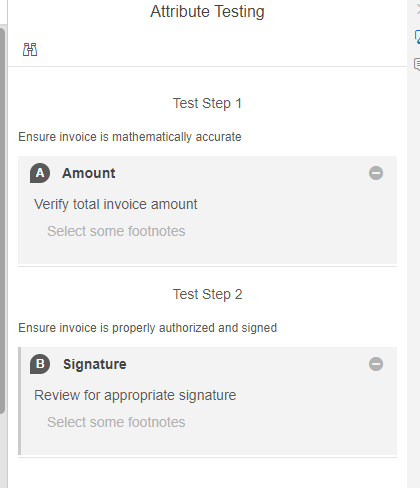 Attribute Testing
Test Step 1
Ensure invoice is mathematically accurate
A Amount
Verify total invoice amount
Select some footnotes
Test Step 2
Ensure invoice is properly authorized and signed
B Signature
Review for appropriate signature
Select some footnotes